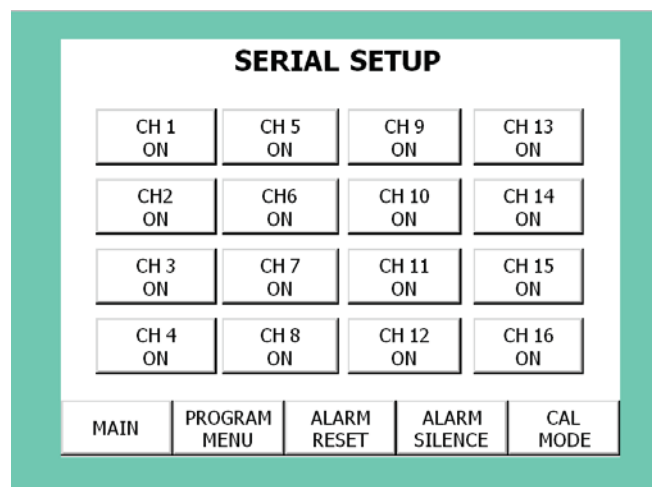 SERIAL SETUP
CH 1
ON
CH 5
ON
CH 9
ON
CH 13
ON
CH2
ON
CH6
ON
CH 10
ON
CH 14
ON
CH 3
ON
CH 7
ON
CH 11
ON
CH 15
ON
CH 4
ON
CH 8
ON
CH 12
ON
CH 16
ON
MAIN
PROGRAM
MENU
ALARM
RESET
ALARM
SILENCE
CAL
MODE